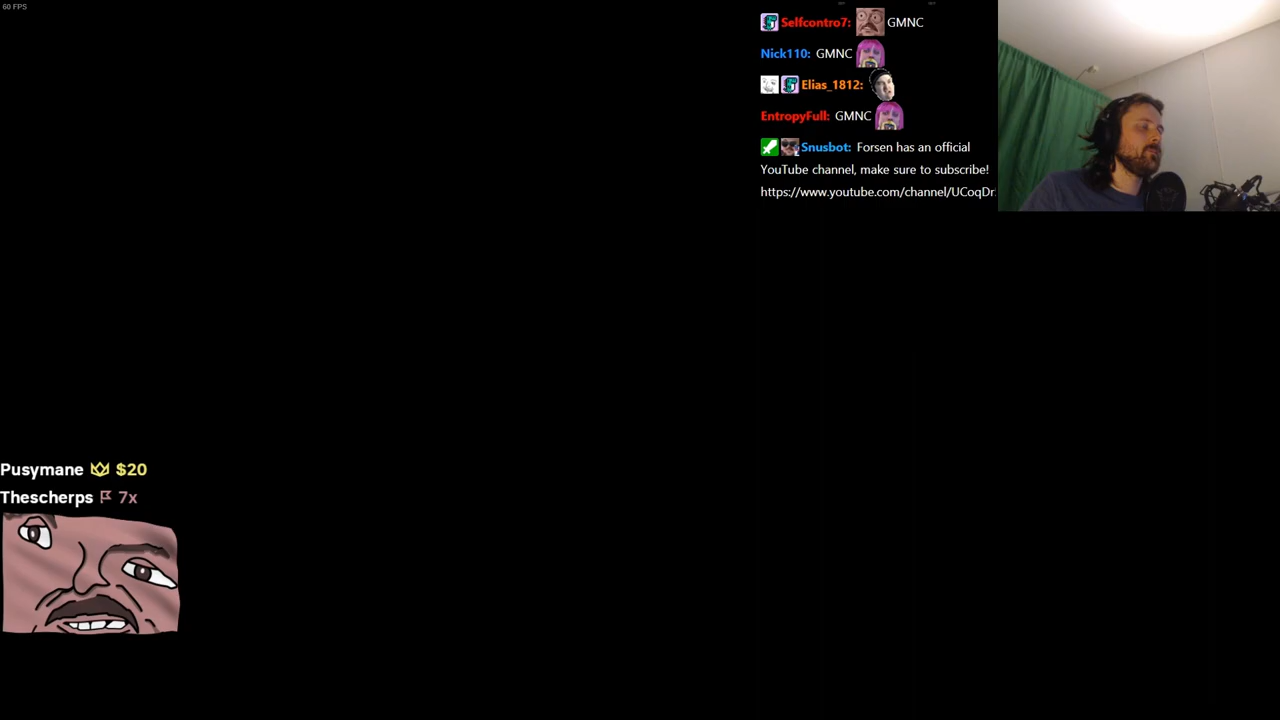 60 FPS
Selfcontro7: GMNC
Nick110: GMNC
Elias_1812:
EntropyFull: GMNC
Snusbot: Forsen has an official
YouTube channel, make sure to subscribe!
https://www.youtube.com/channel/UCoqDr
Pusymane $20
Thescherps 7x